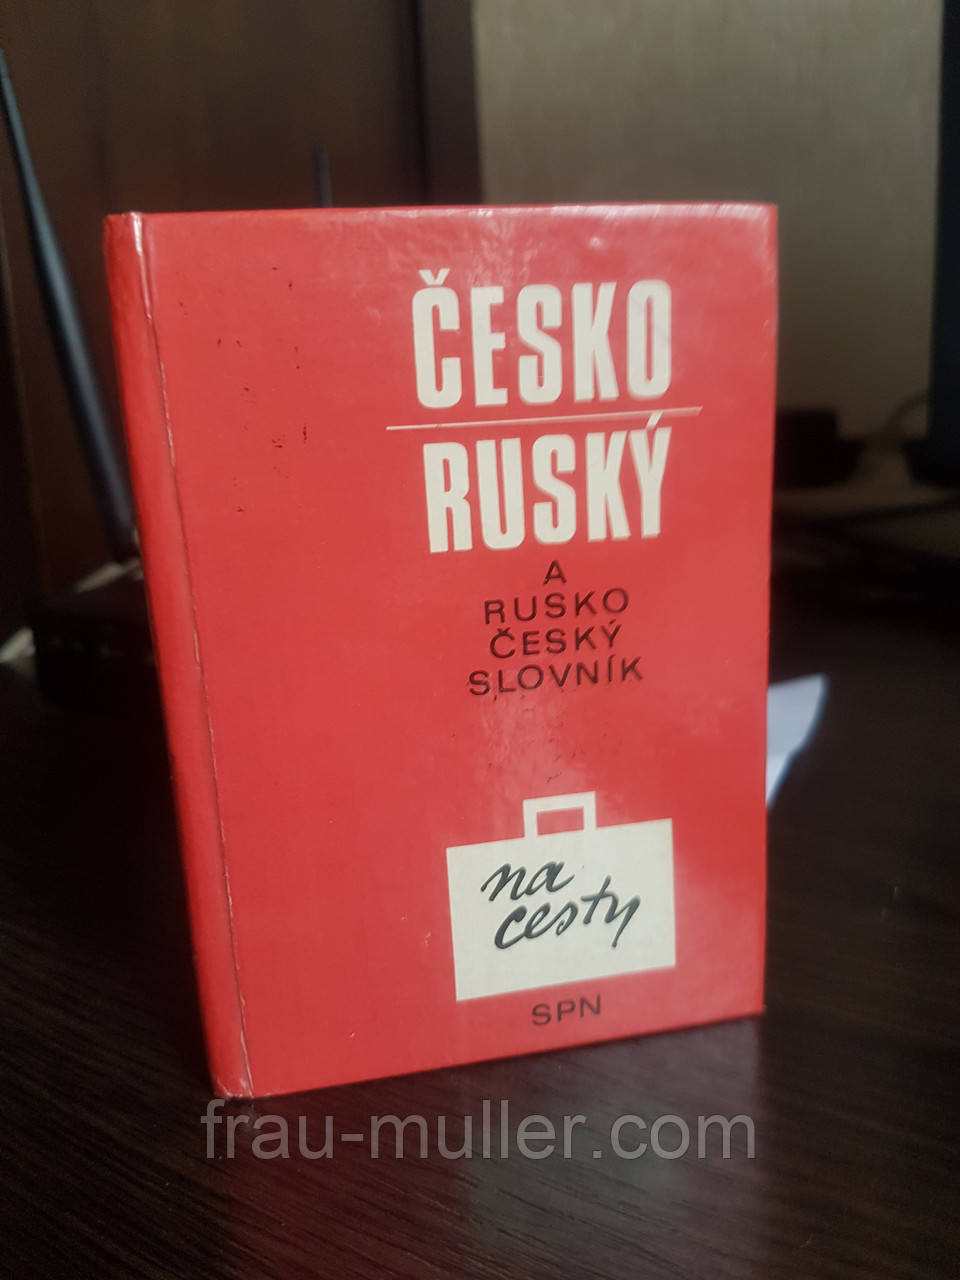 ČESKO
RUSKÝ
A
RUSKO
ČESKÝ
SLOVNÍK
na
cesty
SPN
frau-muller.com